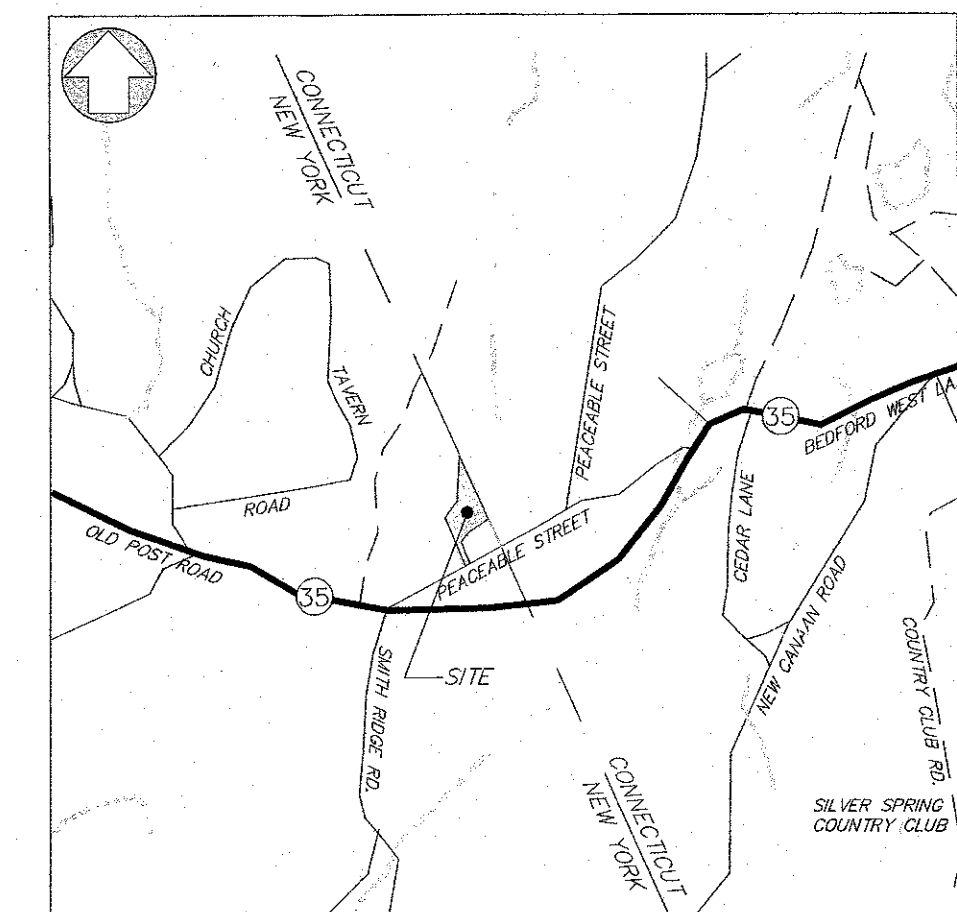 CONNECTICUT
NEW YORK
CHURCH
TAVERN
ROAD
PEACEABLE STREET
35
BEDFORD WEST LA
OLD POST ROAD
35
PEACEABLE STREET
CEDAR LANE
NEW CANAAN ROAD
SMITH RIDGE RD.
SITE
COUNTRY CLUB RD.
CONNECTICUT
NEW YORK
SILVER SPRING
COUNTRY CLUB